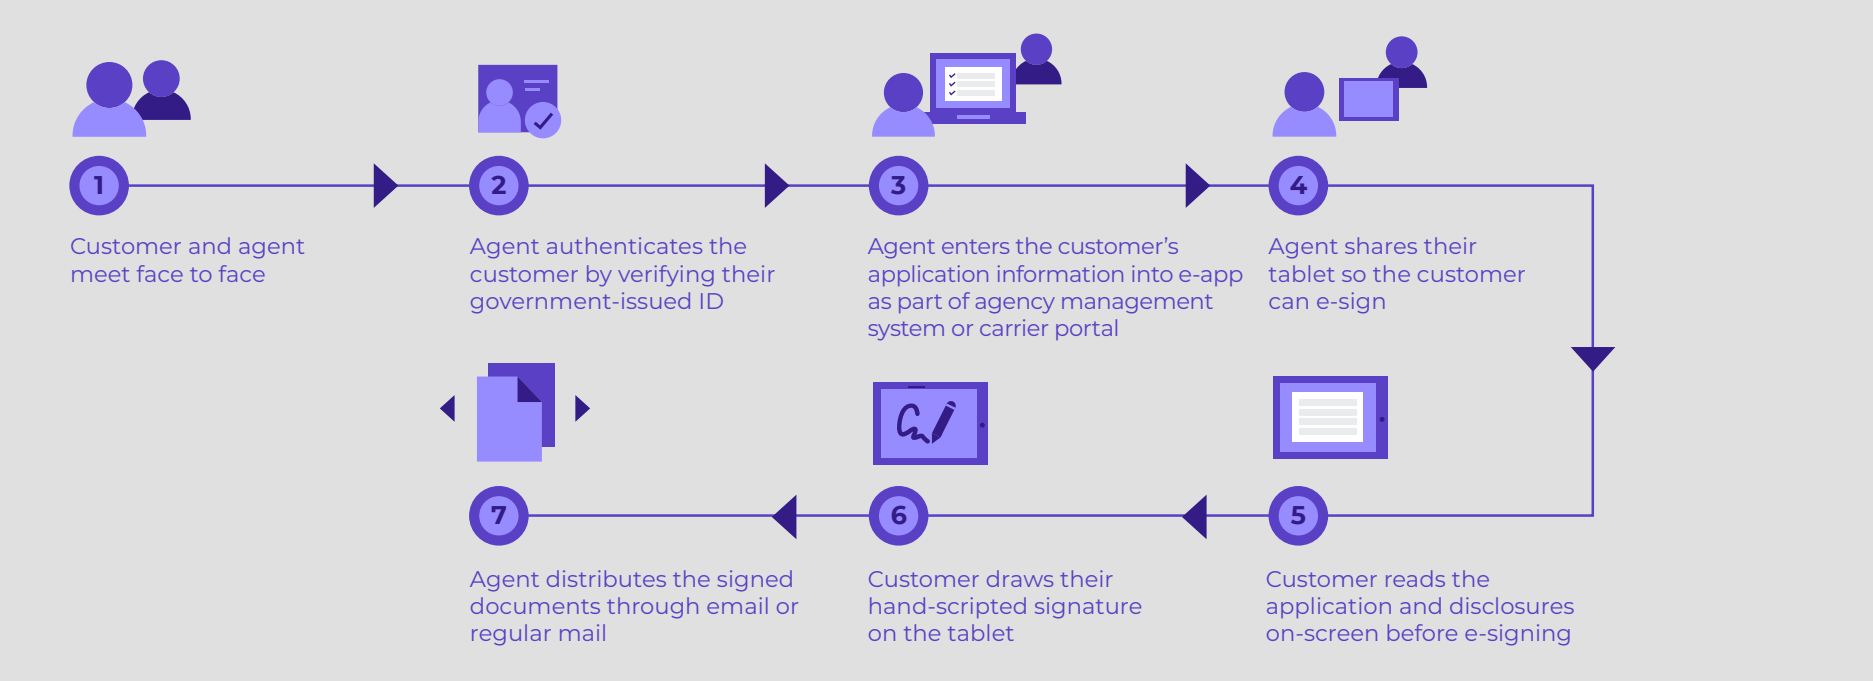 1
Customer and agent
meet face to face
2
Agent authenticates the
customer by verifying their
government-issued ID
3
Agent enters the customer’s
application information into e-app
as part of agency management
system or carrier portal
4
Agent shares their
tablet so the customer
can e-sign
5
Customer reads the
application and disclosures
on-screen before e-signing
6
Customer draws their
hand-scripted signature
on the tablet
7
Agent distributes the signed
documents through email or
regular mail